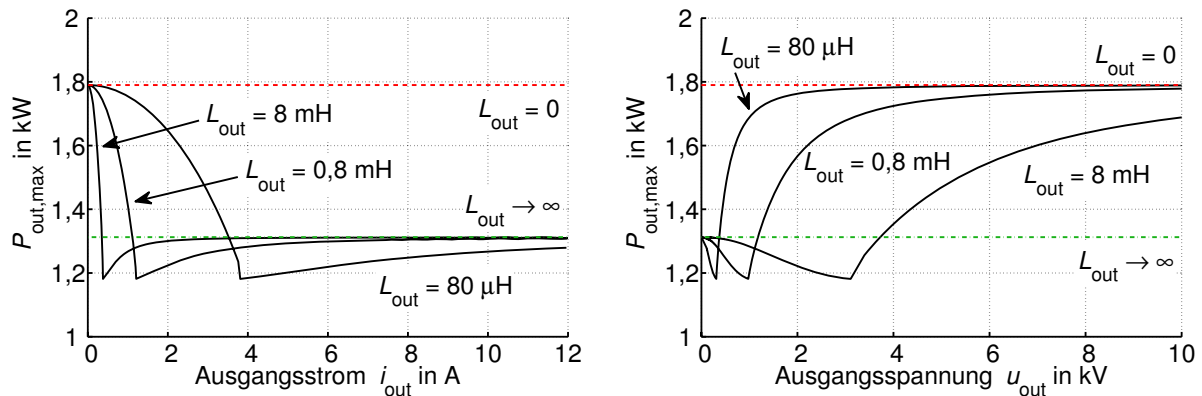 2
1,8
1,6
1,4
1,2
1
P_out,max in kW
L_out = 0
L_out = 8 mH
L_out = 0,8 mH
L_out → ∞
L_out = 80 µH
0 2 4 6 8 10 12
Ausgangsstrom i_out in A
2
1,8
1,6
1,4
1,2
1
P_out,max in kW
L_out = 80 µH
L_out = 0
L_out = 0,8 mH
L_out = 8 mH
L_out → ∞
0 2 4 6 8 10
Ausgangsspannung u_out in kV